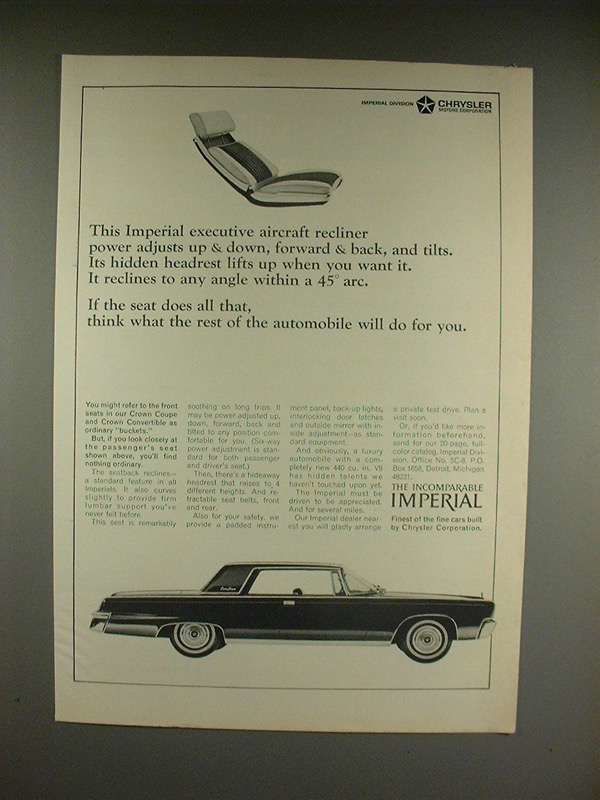 IMPERIAL DIVISION CHRYSLER
MOTORS CORPORATION
This Imperial executive aircraft recliner
power adjusts up & down, forward & back, and tilts.
Its hidden headrest lifts up when you want it.
It reclines to any angle within a 45° arc.
If the seat does all that,
think what the rest of the automobile will do for you.
You might refer to the front
seats in our Crown Coupe
and Crown Convertible as
ordinary "buckets."
But, if you look closely at
the passenger's seat
shown above, you'll find
nothing ordinary.
The seatback reclines—
a standard feature in all
Imperials. It also curves
slightly to provide firm
lumbar support you've
never felt before.
This seat is remarkably
soothing on long trips. It
may be power adjusted up,
down, forward, back and
tilted to any position com-
fortable for you. (Six-way
power adjustment is stan-
dard for both passenger
and driver's seat.)
Then, there's a hideaway
headrest that raises to 4
different heights. And re-
tractable seat belts, front
and rear.
Also for your safety, we
provide a padded instru-
ment panel, back-up lights,
interlocking door latches
and outside mirror with in-
side adjustment—as stan-
dard equipment.
And obviously, a luxury
automobile with a com-
pletely new 440 cu. in. V8
has hidden talents we
haven't touched upon yet.
The Imperial must be
driven to be appreciated.
And for several miles.
Our Imperial dealer near-
est you will gladly arrange
a private test drive. Plan a
visit soon.
Or, if you'd like more in-
formation beforehand,
send for our 20-page, full-
color catalog. Imperial Divi-
sion, Office No. 5C-8, P.O.
Box 1658, Detroit, Michigan
48231.
THE INCOMPARABLE
IMPERIAL
Finest of the fine cars built
by Chrysler Corporation.